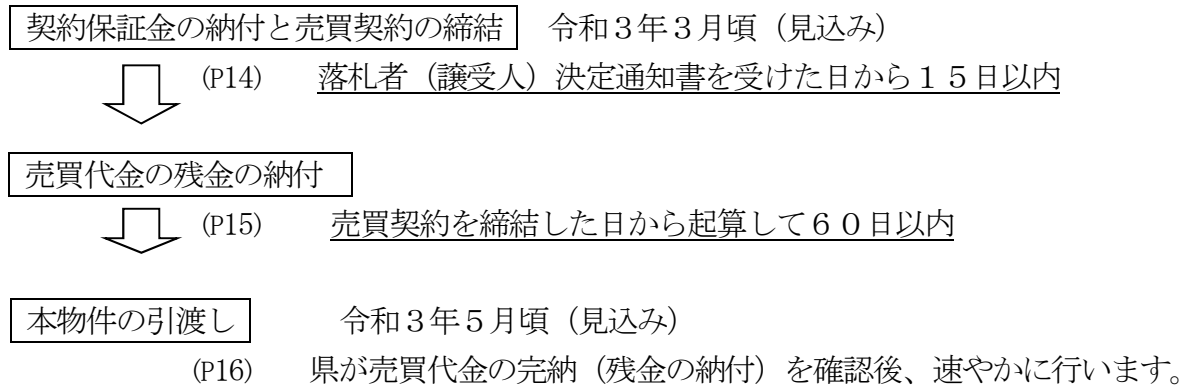 契約保証金の納付と売買契約の締結 令和3年3月頃（見込み）
(P14) 落札者（譲受人）決定通知書を受けた日から15日以内
売買代金の残金の納付
(P15) 売買契約を締結した日から起算して60日以内
本物件の引渡し 令和3年5月頃（見込み）
(P16) 県が売買代金の完納（残金の納付）を確認後、速やかに行います。